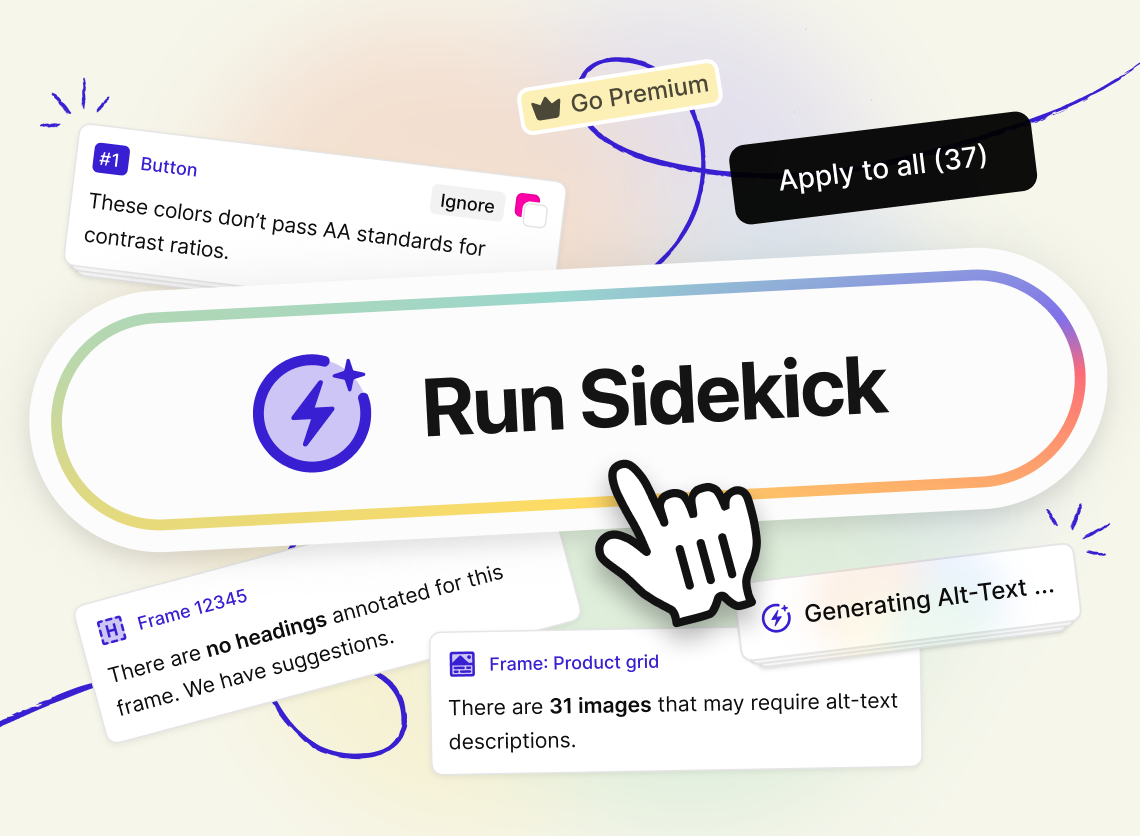 Go Premium
Apply to all (37)
#1 Button
Ignore
These colors don’t pass AA standards for
contrast ratios.
Run Sidekick
H Frame 12345
There are no headings annotated for this
frame. We have suggestions.
Generating Alt-Text ...
Frame: Product grid
There are 31 images that may require alt-text
descriptions.